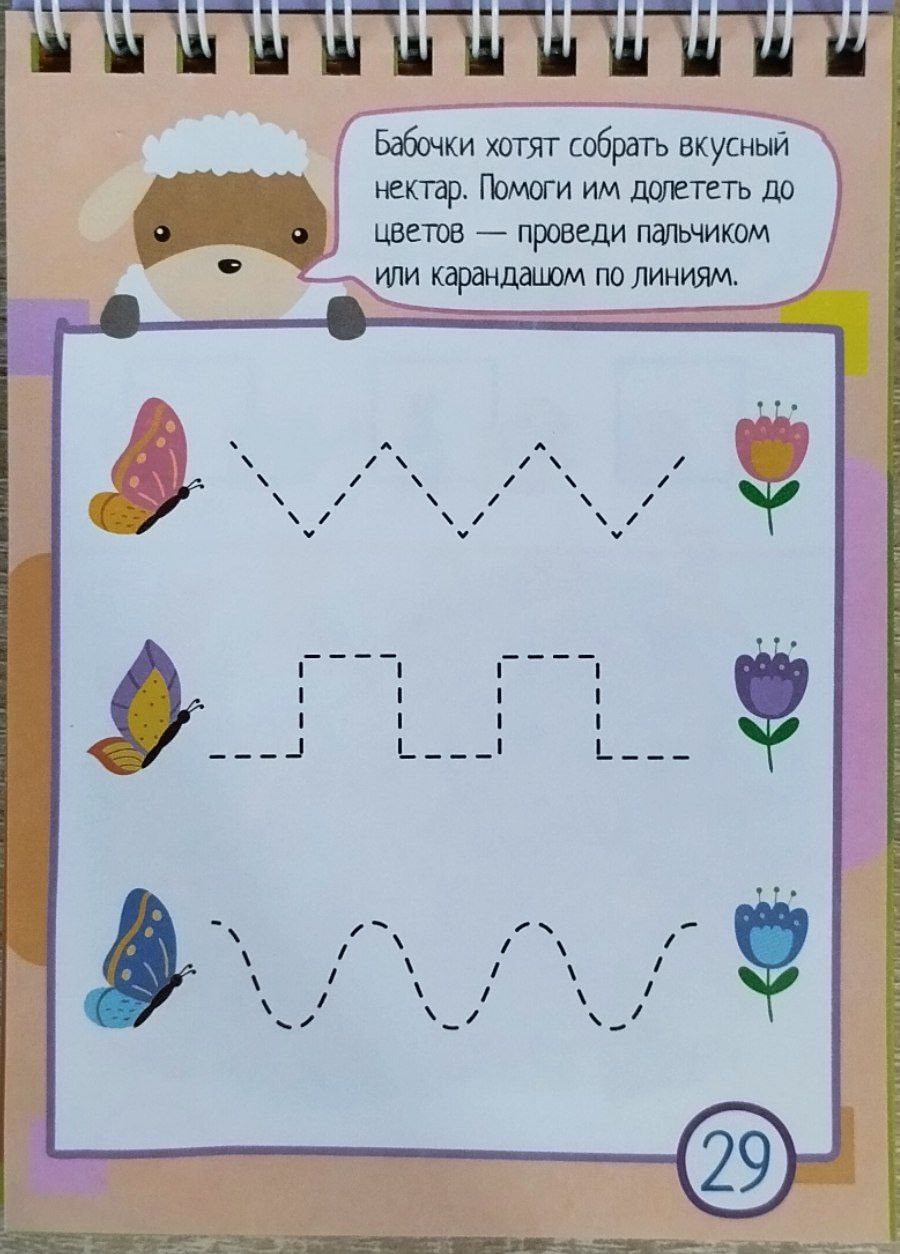 Бабочки хотят собрать вкусный
нектар. Помоги им долететь до
цветов — проведи пальчиком
или карандашом по линиям.
29